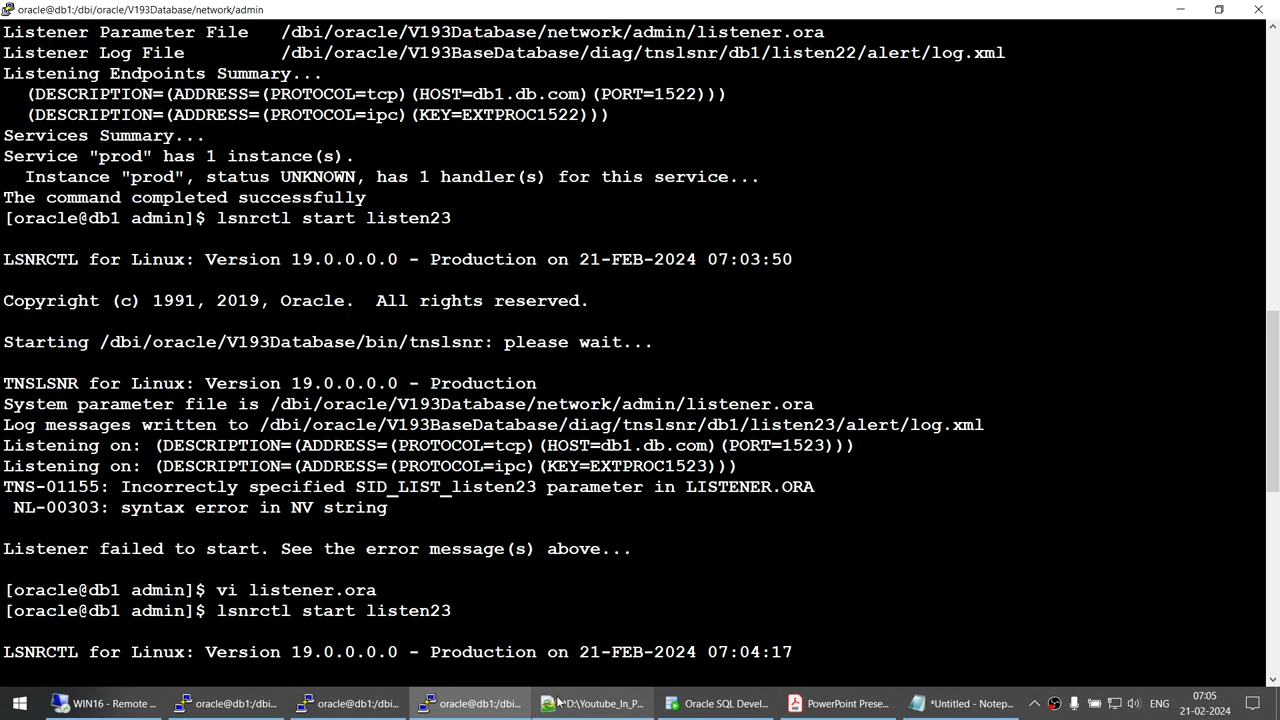 oracle@db1:/dbi/oracle/V193Database/network/admin
Listener Parameter File   /dbi/oracle/V193Database/network/admin/listener.ora
Listener Log File         /dbi/oracle/V193BaseDatabase/diag/tnslsnr/db1/listen22/alert/log.xml
Listening Endpoints Summary...
  (DESCRIPTION=(ADDRESS=(PROTOCOL=tcp)(HOST=db1.db.com)(PORT=1522)))
  (DESCRIPTION=(ADDRESS=(PROTOCOL=ipc)(KEY=EXTPROC1522)))
Services Summary...
Service "prod" has 1 instance(s).
  Instance "prod", status UNKNOWN, has 1 handler(s) for this service...
The command completed successfully
[oracle@db1 admin]$ lsnrctl start listen23
LSNRCTL for Linux: Version 19.0.0.0.0 - Production on 21-FEB-2024 07:03:50
Copyright (c) 1991, 2019, Oracle.  All rights reserved.
Starting /dbi/oracle/V193Database/bin/tnslsnr: please wait...
TNSLSNR for Linux: Version 19.0.0.0.0 - Production
System parameter file is /dbi/oracle/V193Database/network/admin/listener.ora
Log messages written to /dbi/oracle/V193BaseDatabase/diag/tnslsnr/db1/listen23/alert/log.xml
Listening on: (DESCRIPTION=(ADDRESS=(PROTOCOL=tcp)(HOST=db1.db.com)(PORT=1523)))
Listening on: (DESCRIPTION=(ADDRESS=(PROTOCOL=ipc)(KEY=EXTPROC1523)))
TNS-01155: Incorrectly specified SID_LIST_listen23 parameter in LISTENER.ORA
 NL-00303: syntax error in NV string
Listener failed to start. See the error message(s) above...
[oracle@db1 admin]$ vi listener.ora
[oracle@db1 admin]$ lsnrctl start listen23
LSNRCTL for Linux: Version 19.0.0.0.0 - Production on 21-FEB-2024 07:04:17
WIN16 - Remote ... oracle@db1:/dbi... oracle@db1:/dbi... oracle@db1:/dbi... *D:\Youtube_In_P... Oracle SQL Devel... PowerPoint Prese... *Untitled - Notep... ENG 07:05
21-02-2024